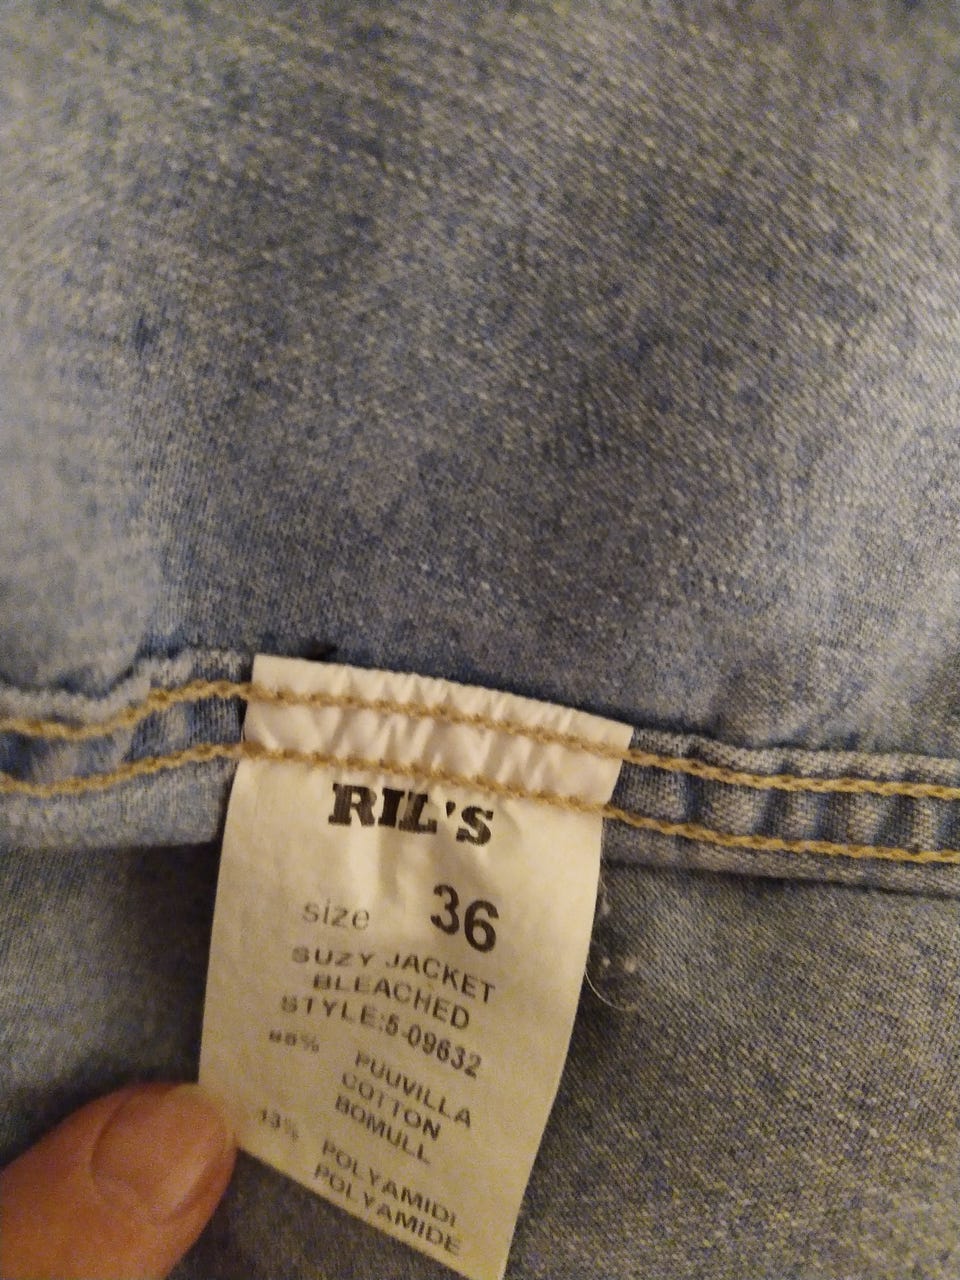 RIL'S
size 36
SUZY JACKET
BLEACHED
STYLE:5-09632
PUUVILLA
COTTON
BOMULL
13% POLYAMIDI
POLYAMIDE